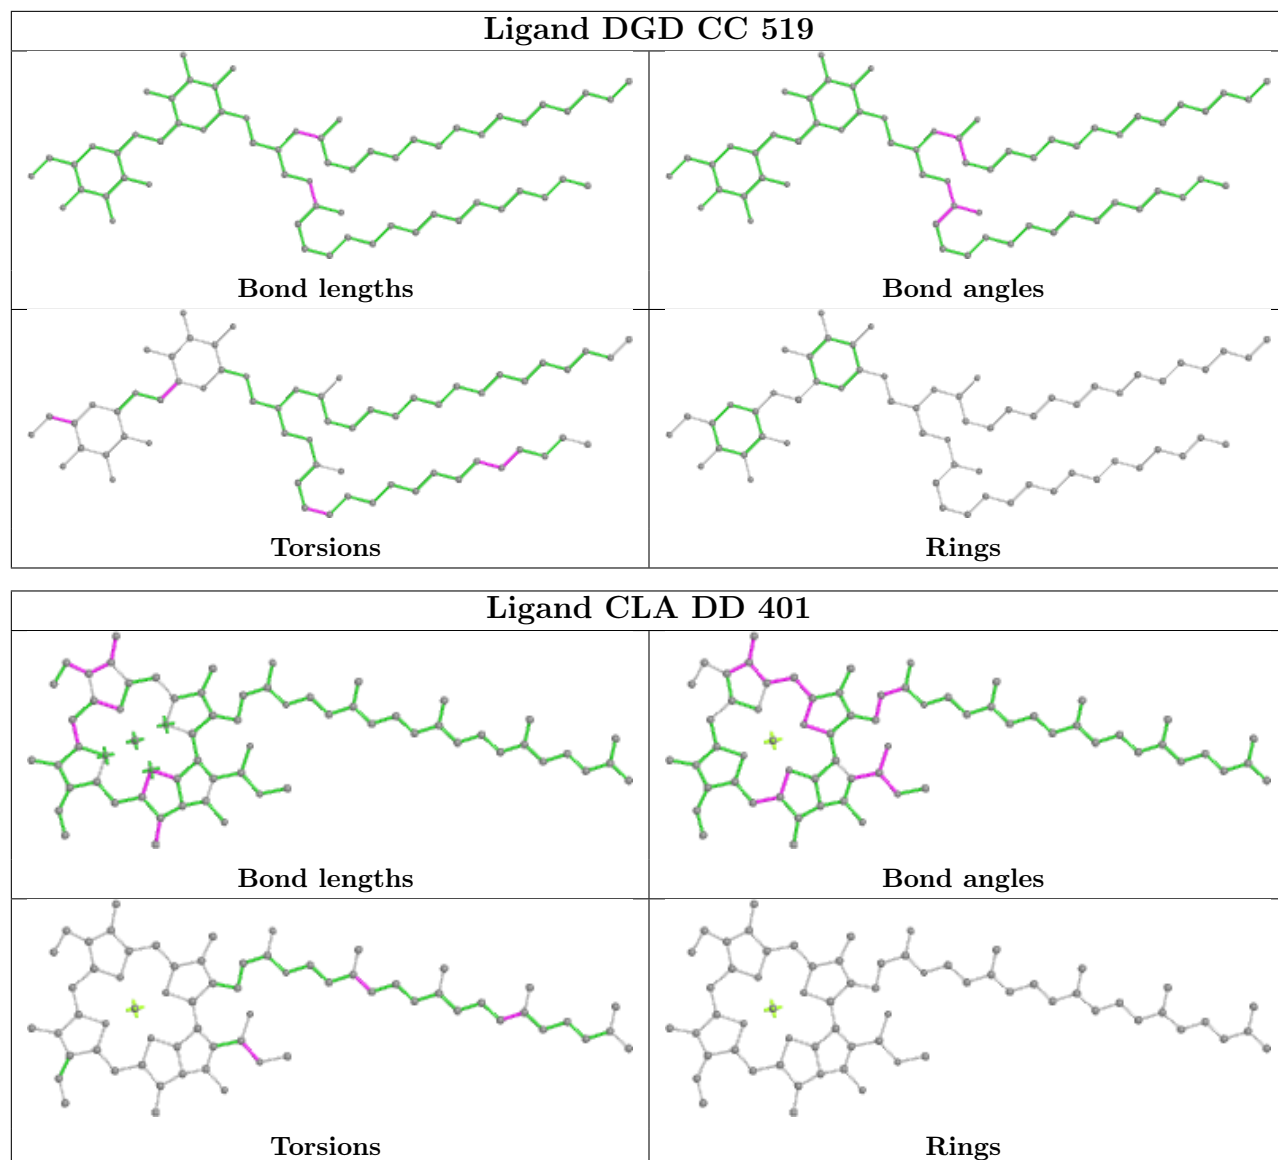 Ligand DGD CC 519
Bond lengths
Bond angles
Torsions
Rings
Ligand CLA DD 401
Bond lengths
Bond angles
Torsions
Rings